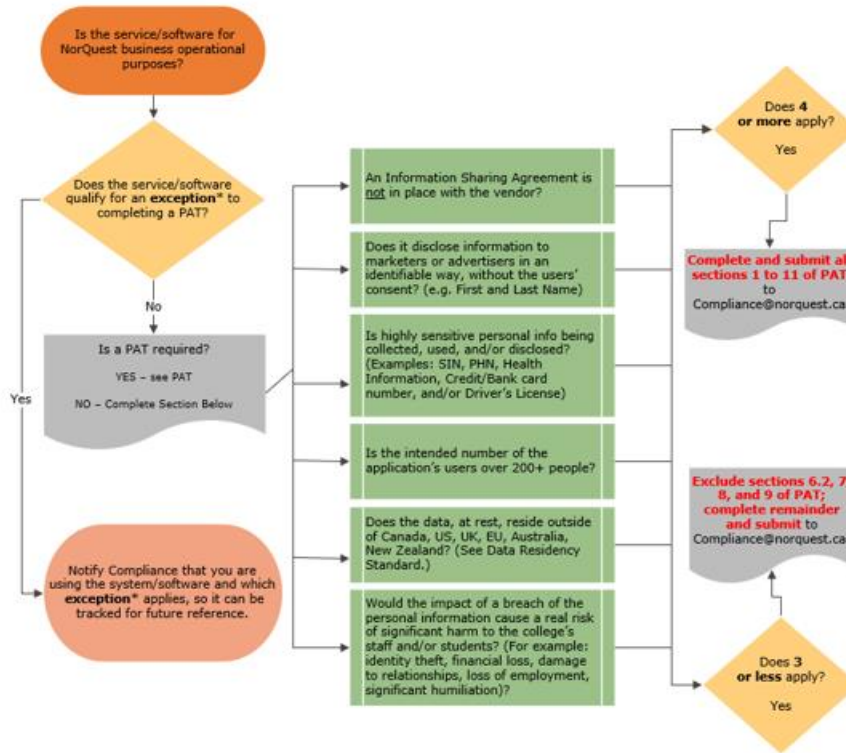 Is the service/software for
NorQuest business operational
purposes?
Does the service/software
qualify for an exception* to
completing a PAT?
No
Yes
Is a PAT required?
YES – see PAT
NO – Complete Section Below
Notify Compliance that you are
using the system/software and which
exception* applies, so it can be
tracked for future reference.
An Information Sharing Agreement is
not in place with the vendor?
Does it disclose information to
marketers or advertisers in an
identifiable way, without the users’
consent? (e.g. First and Last Name)
Is highly sensitive personal info being
collected, used, and/or disclosed?
(Examples: SIN, PHN, Health
Information, Credit/Bank card
number, and/or Driver’s License)
Is the intended number of the
application’s users over 200+ people?
Does the data, at rest, reside outside
of Canada, US, UK, EU, Australia,
New Zealand? (See Data Residency
Standard.)
Would the impact of a breach of the
personal information cause a real risk
of significant harm to the college’s
staff and/or students? (For example:
identity theft, financial loss, damage
to relationships, loss of employment,
significant humiliation)?
Does 4
or more apply?
Yes
Complete and submit al
sections 1 to 11 of PAT
to
Compliance@norquest.ca
Exclude sections 6.2, 7
8, and 9 of PAT;
complete remainder
and submit to
Compliance@norquest.ca
Does 3
or less apply?
Yes